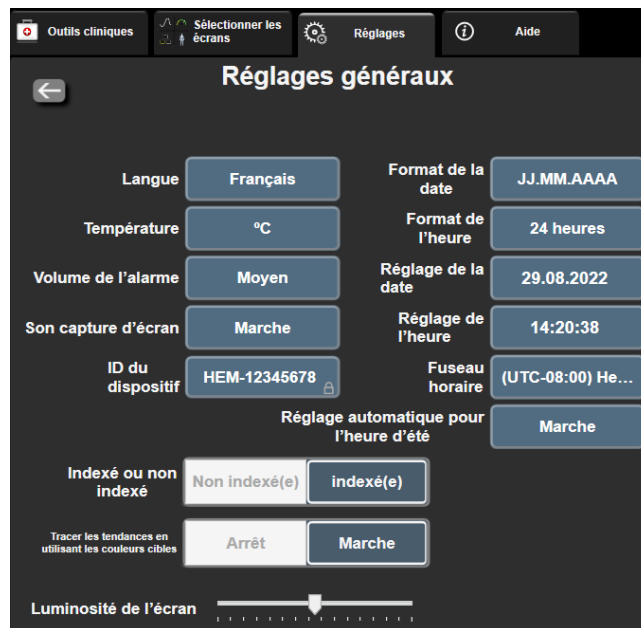 Outils cliniques
Sélectionner les
écrans
Réglages
Aide
Réglages généraux
Langue
Français
Format de la
date
JJ.MM.AAAA
Température
ºC
Format de
l’heure
24 heures
Volume de l’alarme
Moyen
Réglage de la
date
29.08.2022
Son capture d’écran
Marche
Réglage de
l’heure
14:20:38
ID du
dispositif
HEM-12345678
Fuseau
horaire
(UTC-08:00) He...
Réglage automatique pour
l’heure d’été
Marche
Indexé ou non
indexé
Non indexé(e)
indexé(e)
Tracer les tendances en
utilisant les couleurs cibles
Arrêt
Marche
Luminosité de l’écran